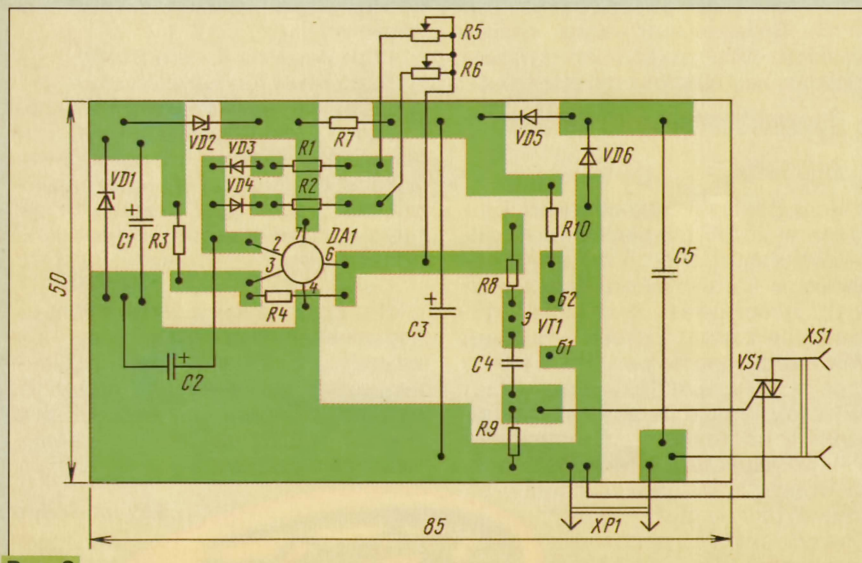 R5
R6
VD2
R7
VD5
VD3
R1
VD6
VD1
VD4
R2
C1
R3
7
DA1
2
6
R10
3
4
C5
50
R4
C3
R8
Б2
Э
VT1
C2
C4
Б1
VS1
XS1
R9
XP1
85